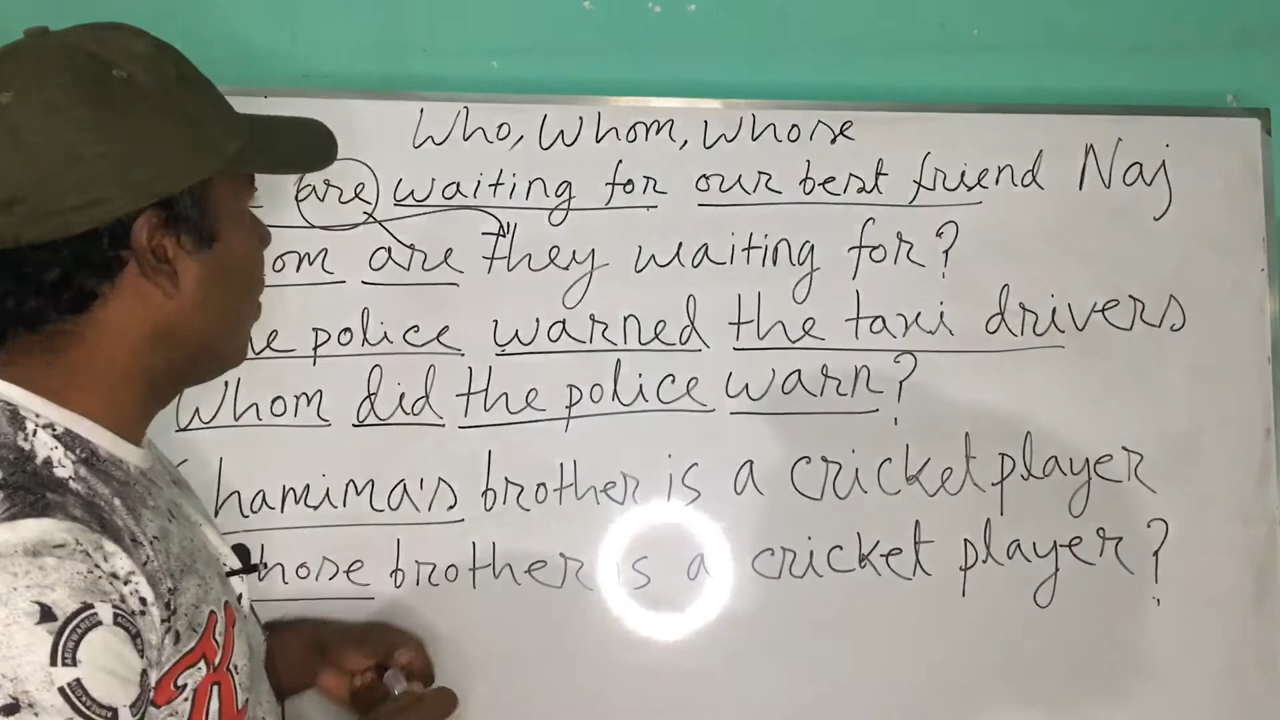 Who, Whom, Whose
are waiting for our best friend Naj
om are they waiting for?
he police warned the taxi drivers
Whom did the police warn?
hamima's brother is a cricket player
hose brother is a cricket player?
K